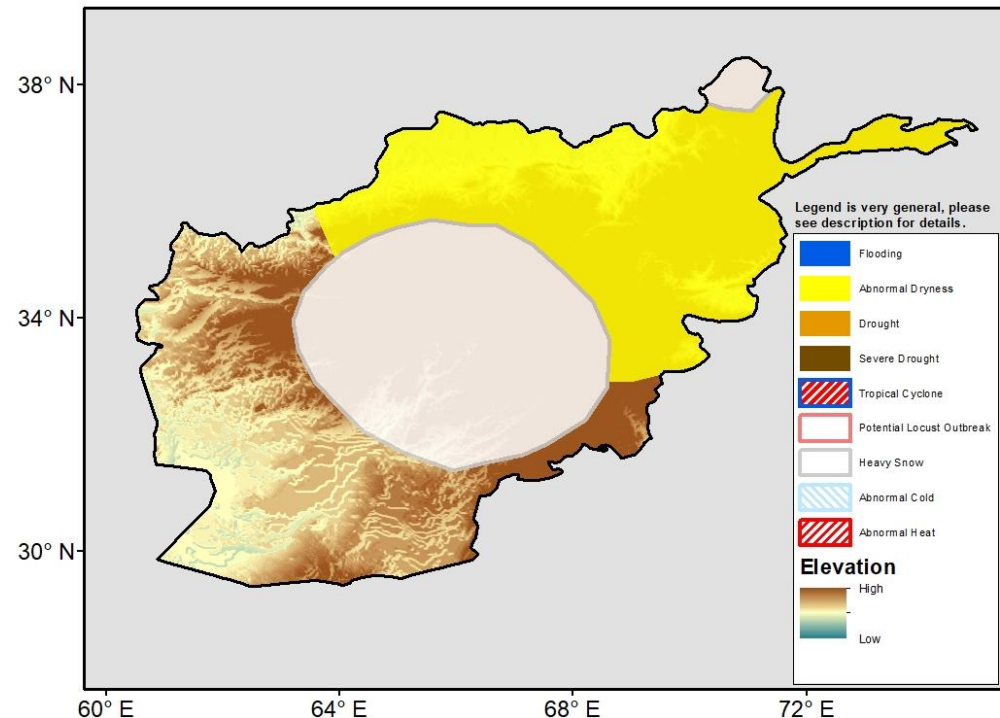 38° N
34° N
30° N
60° E
64° E
68° E
72° E
Legend is very general, please
see description for details.
Flooding
Abnormal Dryness
Drought
Severe Drought
Tropical Cyclone
Potential Locust Outbreak
Heavy Snow
Abnormal Cold
Abnormal Heat
Elevation
High
Low